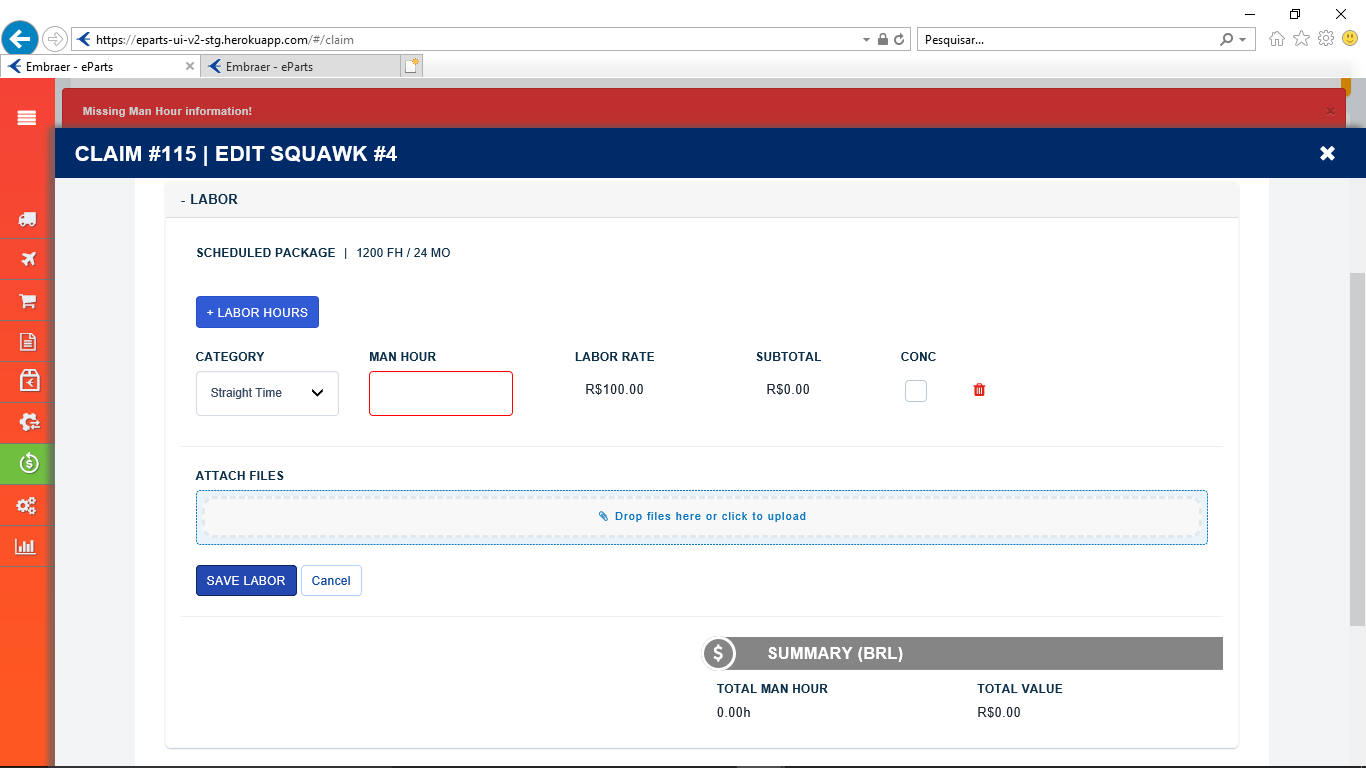 https://eparts-ui-v2-stg.herokuapp.com/#/claim
Pesquisar...
Embraer - eParts
Embraer - eParts
Missing Man Hour information!
CLAIM #115 | EDIT SQUAWK #4
- LABOR
SCHEDULED PACKAGE | 1200 FH / 24 MO
+ LABOR HOURS
CATEGORY MAN HOUR LABOR RATE SUBTOTAL CONC
Straight Time R$100.00 R$0.00
ATTACH FILES
Drop files here or click to upload
SAVE LABOR Cancel
SUMMARY (BRL)
TOTAL MAN HOUR TOTAL VALUE
0.00h R$0.00